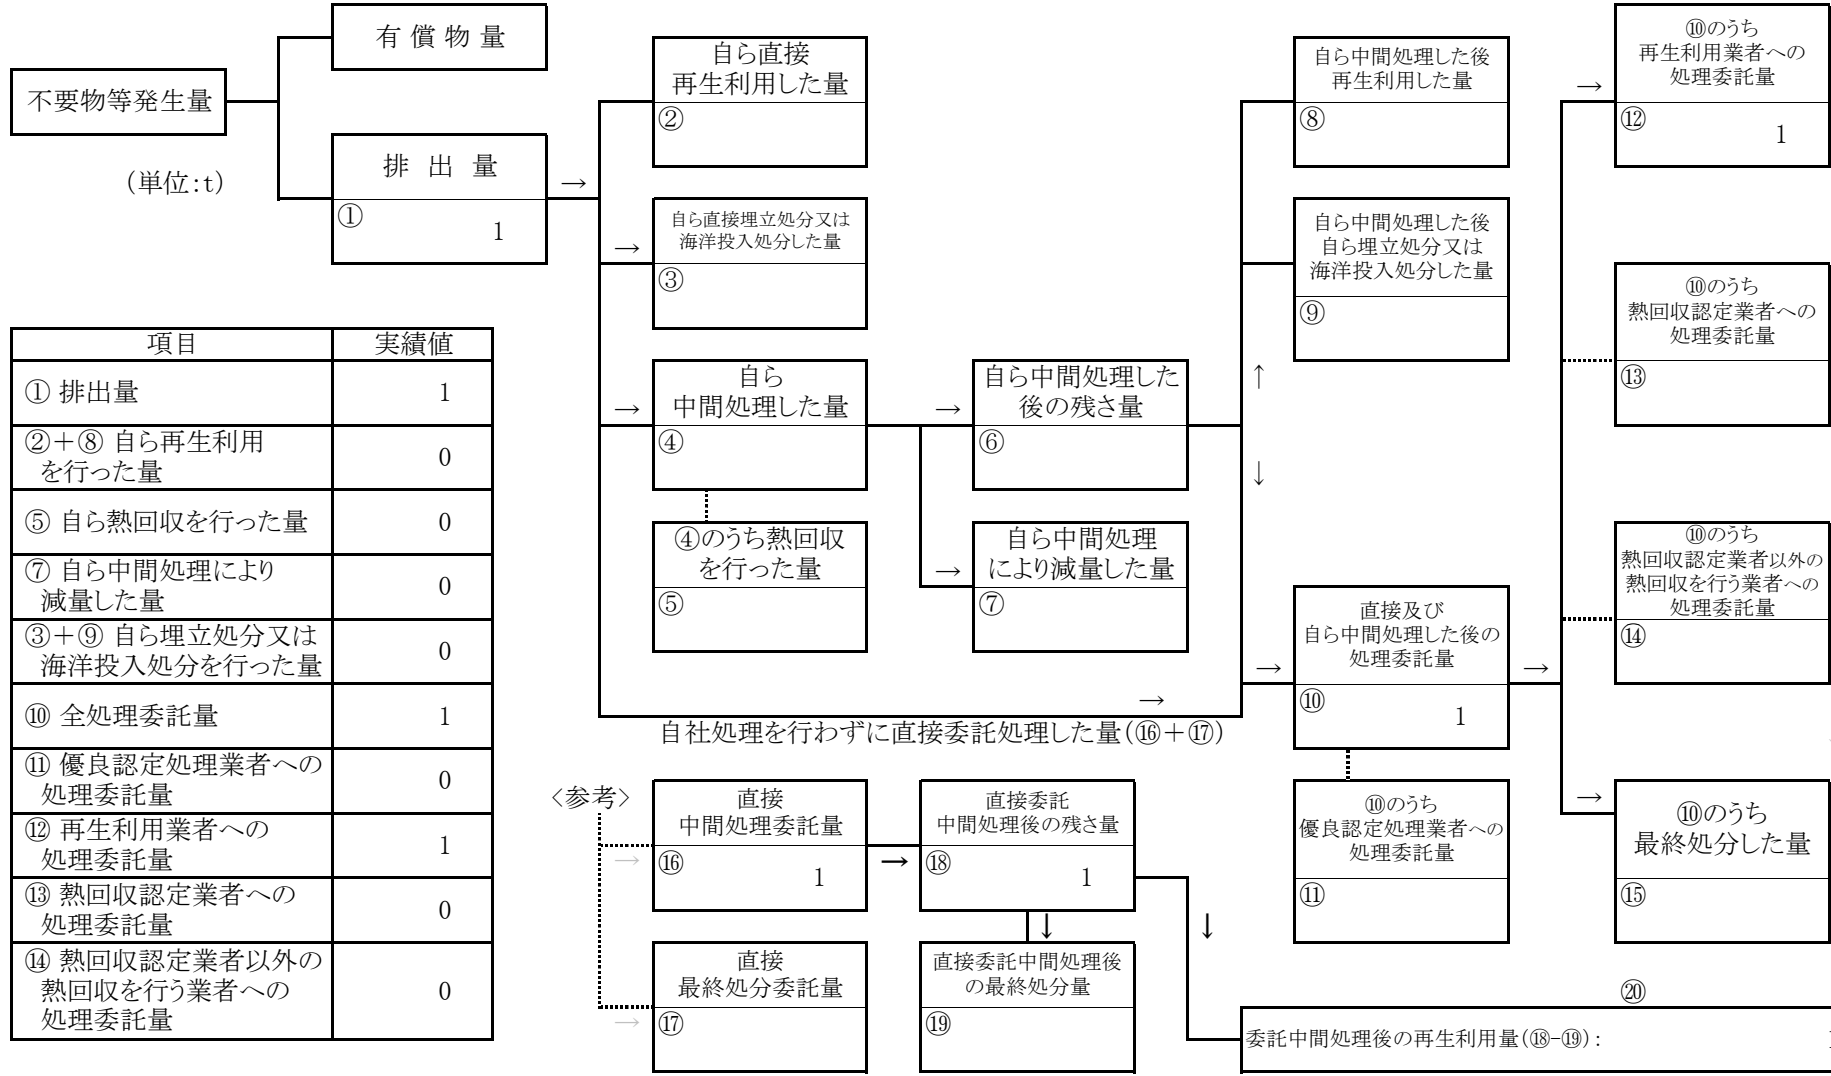 有 償 物 量
不要物等発生量
(単位:t)
排 出 量
①
1
→
自ら直接
再生利用した量
②
→
自ら直接埋立処分又は
海洋投入処分した量
③
→
自ら
中間処理した量
④
④のうち熱回収
を行った量
⑤
→
自ら中間処理した
後の残さ量
⑥
→
自ら中間処理
により減量した量
⑦
自ら中間処理した後
再生利用した量
⑧
自ら中間処理した後
自ら埋立処分又は
海洋投入処分した量
⑨
↑
↓
→
→
自社処理を行わずに直接委託処理した量(⑯+⑰)
直接及び
自ら中間処理した後の
処理委託量
⑩
1
⑩のうち
優良認定処理業者への
処理委託量
⑪
→
→
⑩のうち
再生利用業者への
処理委託量
⑫
1
⑩のうち
熱回収認定業者への
処理委託量
⑬
⑩のうち
熱回収認定業者以外の
熱回収を行う業者への
処理委託量
⑭
→
⑩のうち
最終処分した量
⑮
項目 実績値
① 排出量 1
②+⑧ 自ら再生利用
を行った量 0
⑤ 自ら熱回収を行った量 0
⑦ 自ら中間処理により
減量した量 0
③+⑨ 自ら埋立処分又は
海洋投入処分を行った量 0
⑩ 全処理委託量 1
⑪ 優良認定処理業者への
処理委託量 0
⑫ 再生利用業者への
処理委託量 1
⑬ 熱回収認定業者への
処理委託量 0
⑭ 熱回収認定業者以外の
熱回収を行う業者への
処理委託量 0
<参考>
→
直接
中間処理委託量
⑯
1
→
直接委託
中間処理後の残さ量
⑱
1
↓
↓
→
直接
最終処分委託量
⑰
直接委託中間処理後
の最終処分量
⑲
⑳
委託中間処理後の再生利用量(⑱-⑲):